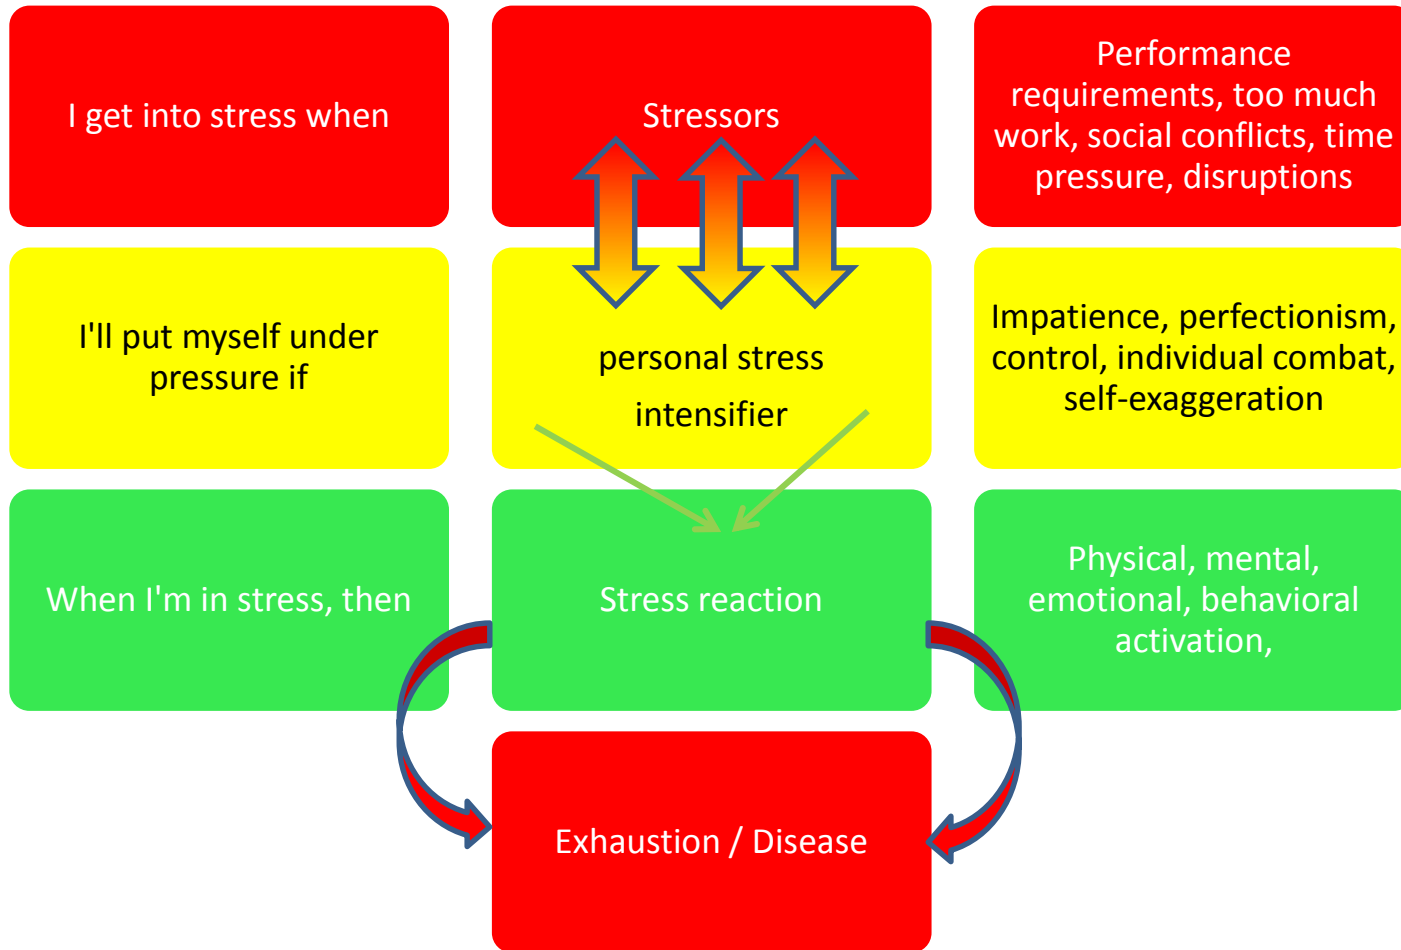 I get into stress when
Stressors
Performance
requirements, too much
work, social conflicts, time
pressure, disruptions
I'll put myself under
pressure if
personal stress
intensifier
Impatience, perfectionism,
control, individual combat,
self-exaggeration
When I'm in stress, then
Stress reaction
Physical, mental,
emotional, behavioral
activation,
Exhaustion / Disease